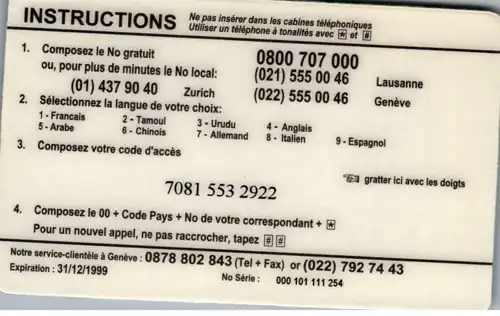 INSTRUCTIONS Ne pas insérer dans les cabines téléphoniques
Utiliser un téléphone à tonalités avec * et #
1. Composez le No gratuit 0800 707 000
ou, pour plus de minutes le No local: (021) 555 00 46 Lausanne
(01) 437 90 40 Zurich (022) 555 00 46 Genève
2. Sélectionnez la langue de votre choix:
1 - Francais 2 - Tamoul 3 - Urudu 4 - Anglais
5 - Arabe 6 - Chinois 7 - Allemand 8 - Italien 9 - Espagnol
3. Composez votre code d'accès
gratter ici avec les doigts
7081 553 2922
4. Composez le 00 + Code Pays + No de votre correspondant + *
Pour un nouvel appel, ne pas raccrocher, tapez # #
Notre service-clientèle à Genève : 0878 802 843 (Tel + Fax) or (022) 792 74 43
Expiration : 31/12/1999 No Série : 000 101 111 254